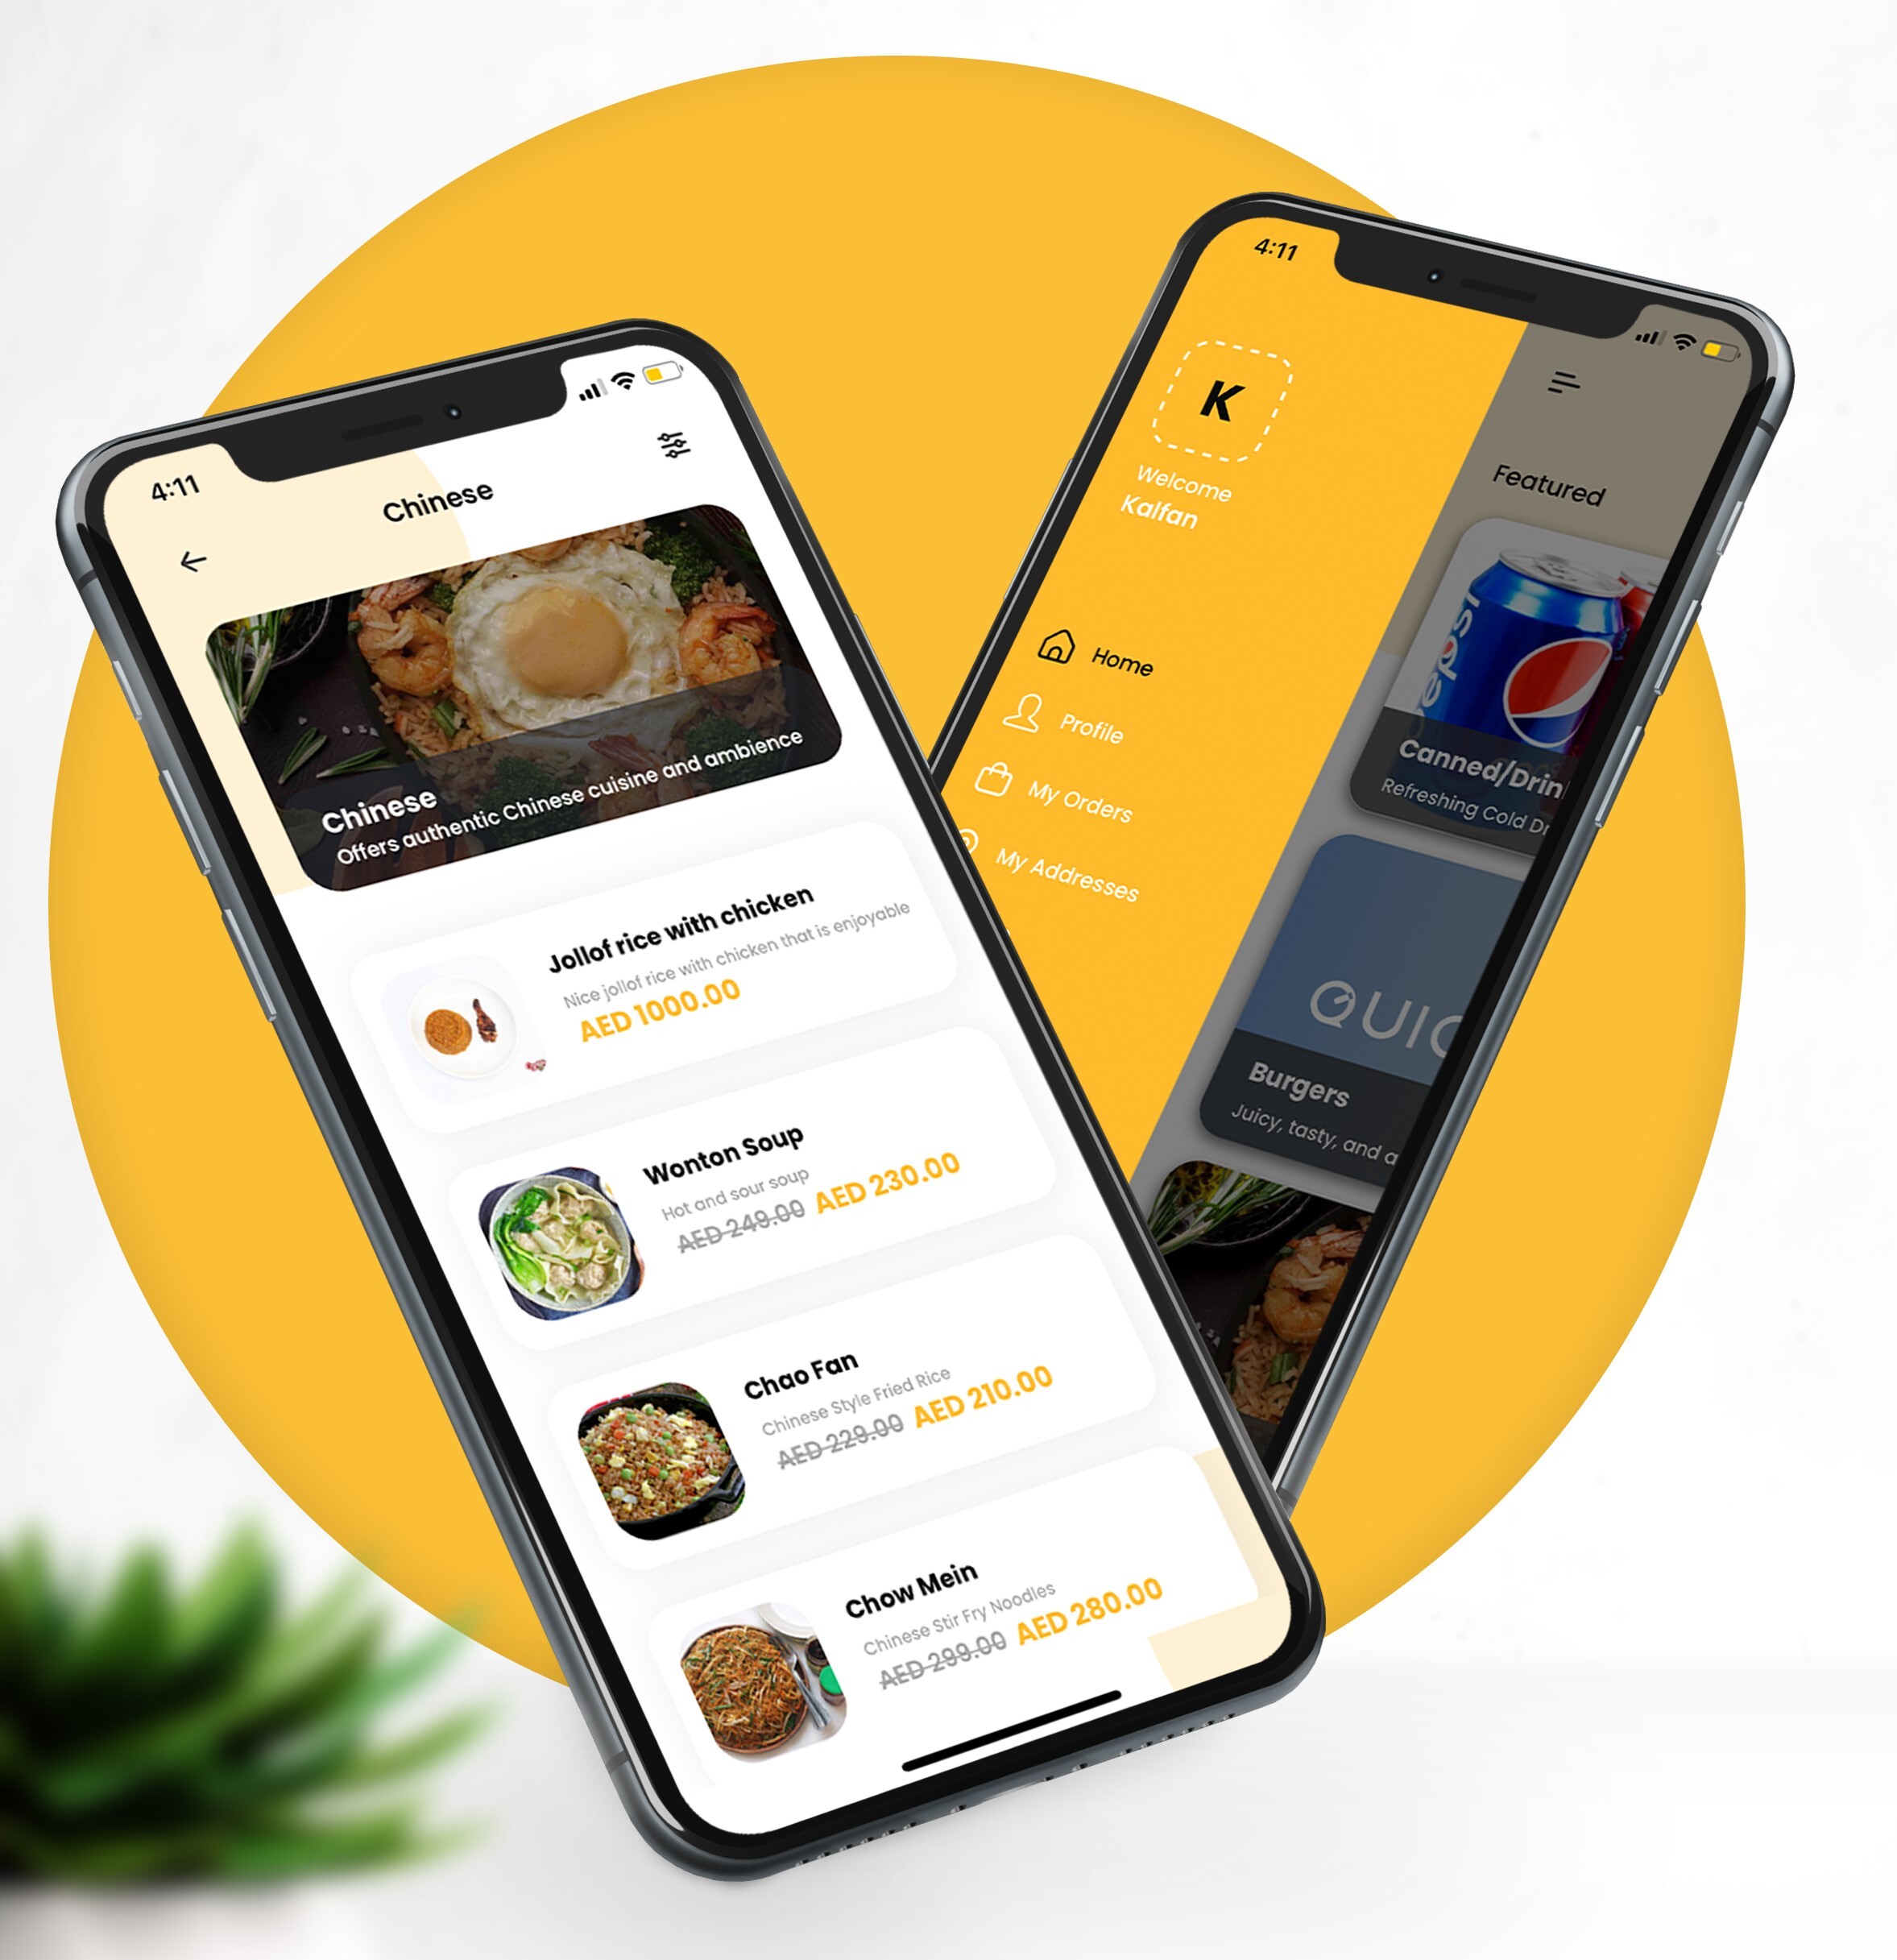 4:11
Chinese
Chinese
Offers authentic Chinese cuisine and ambience
Jollof rice with chicken
Nice jollof rice with chicken that is enjoyable
AED 1000.00
Wonton Soup
Hot and sour soup
AED 249.00 AED 230.00
Chao Fan
Chinese Style Fried Rice
AED 229.00 AED 210.00
Chow Mein
Chinese Stir Fry Noodles
AED 299.00 AED 280.00
4:11
K
Welcome
Kalfan
Home
Profile
My Orders
My Addresses
Featured
pepsi
Canned/Drin
Refreshing Cold Dr
QUIC
Burgers
Juicy, tasty, and a